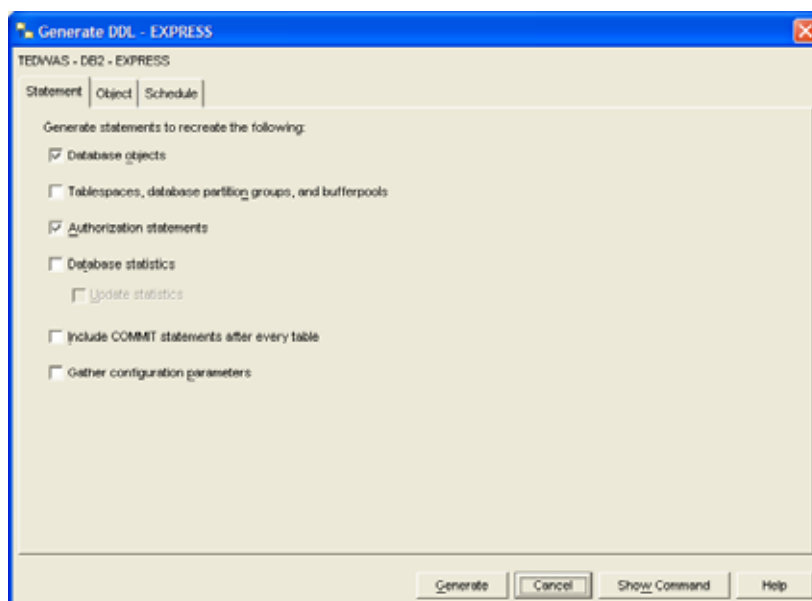 Generate DDL - EXPRESS
TEDWAS - DB2 - EXPRESS
Statement Object Schedule
Generate statements to recreate the following:
Database objects
Tablespaces, database partition groups, and bufferpools
Authorization statements
Database statistics
Update statistics
Include COMMIT statements after every table
Gather configuration parameters
Generate Cancel Show Command Help